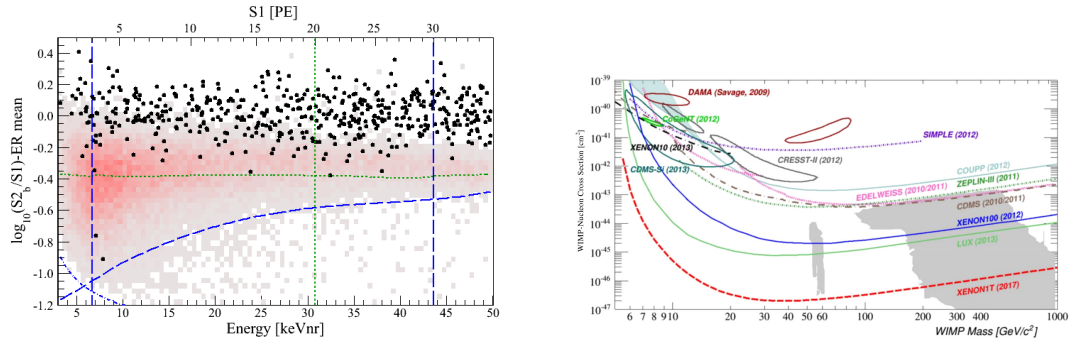 S1 [PE]
5 10 15 20 25 30
0.4
0.2
0.0
-0.2
-0.4
-0.6
-0.8
-1.0
-1.2
log10(S2b/S1)-ER mean
5 10 15 20 25 30 35 40 45 50
Energy [keVnr]
10^-39
10^-40
10^-41
10^-42
10^-43
10^-44
10^-45
10^-46
10^-47
WIMP-Nucleon Cross Section [cm²]
DAMA (Savage, 2009)
CoGeNT (2012)
SIMPLE (2012)
XENON10 (2013)
CRESST-II (2012)
CDMS-Si (2013)
COUPP (2012)
ZEPLIN-III (2011)
EDELWEISS (2010/2011)
CDMS (2010/2011)
XENON100 (2012)
LUX (2013)
XENON1T (2017)
6 7 8 9 10 20 30 40 50 60 100 200 300 400 1000
WIMP Mass [GeV/c²]